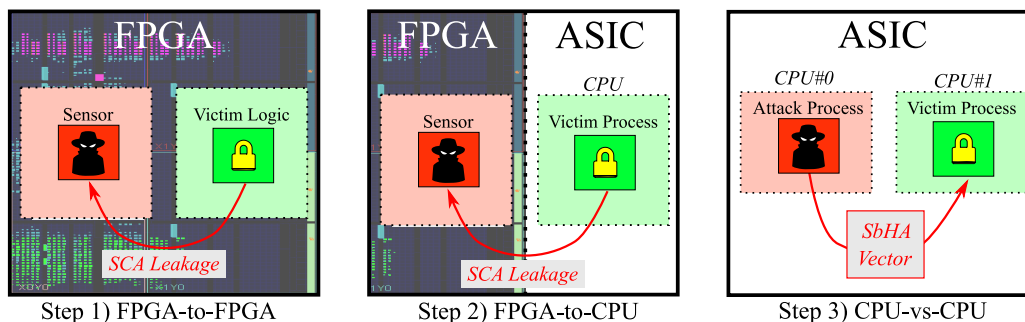 FPGA
Sensor
Victim Logic
SCA Leakage
X0Y0
X1Y0
Step 1) FPGA-to-FPGA
FPGA
ASIC
CPU
Sensor
Victim Process
SCA Leakage
Step 2) FPGA-to-CPU
ASIC
CPU#0
CPU#1
Attack Process
Victim Process
SbHA
Vector
Step 3) CPU-vs-CPU